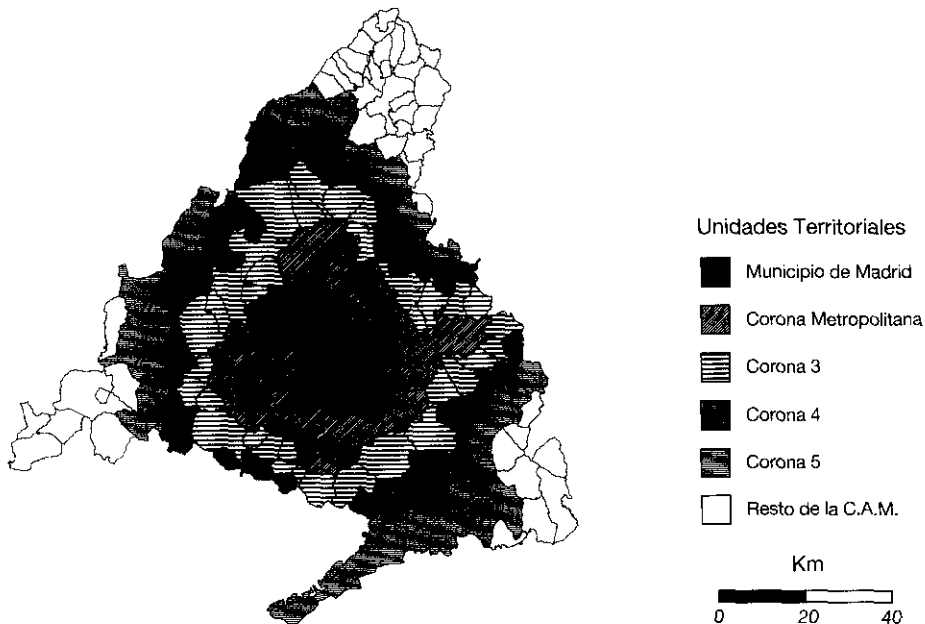 Unidades Territoriales
Municipio de Madrid
Corona Metropolitana
Corona 3
Corona 4
Corona 5
Resto de la C.A.M.
Km
0 20 40